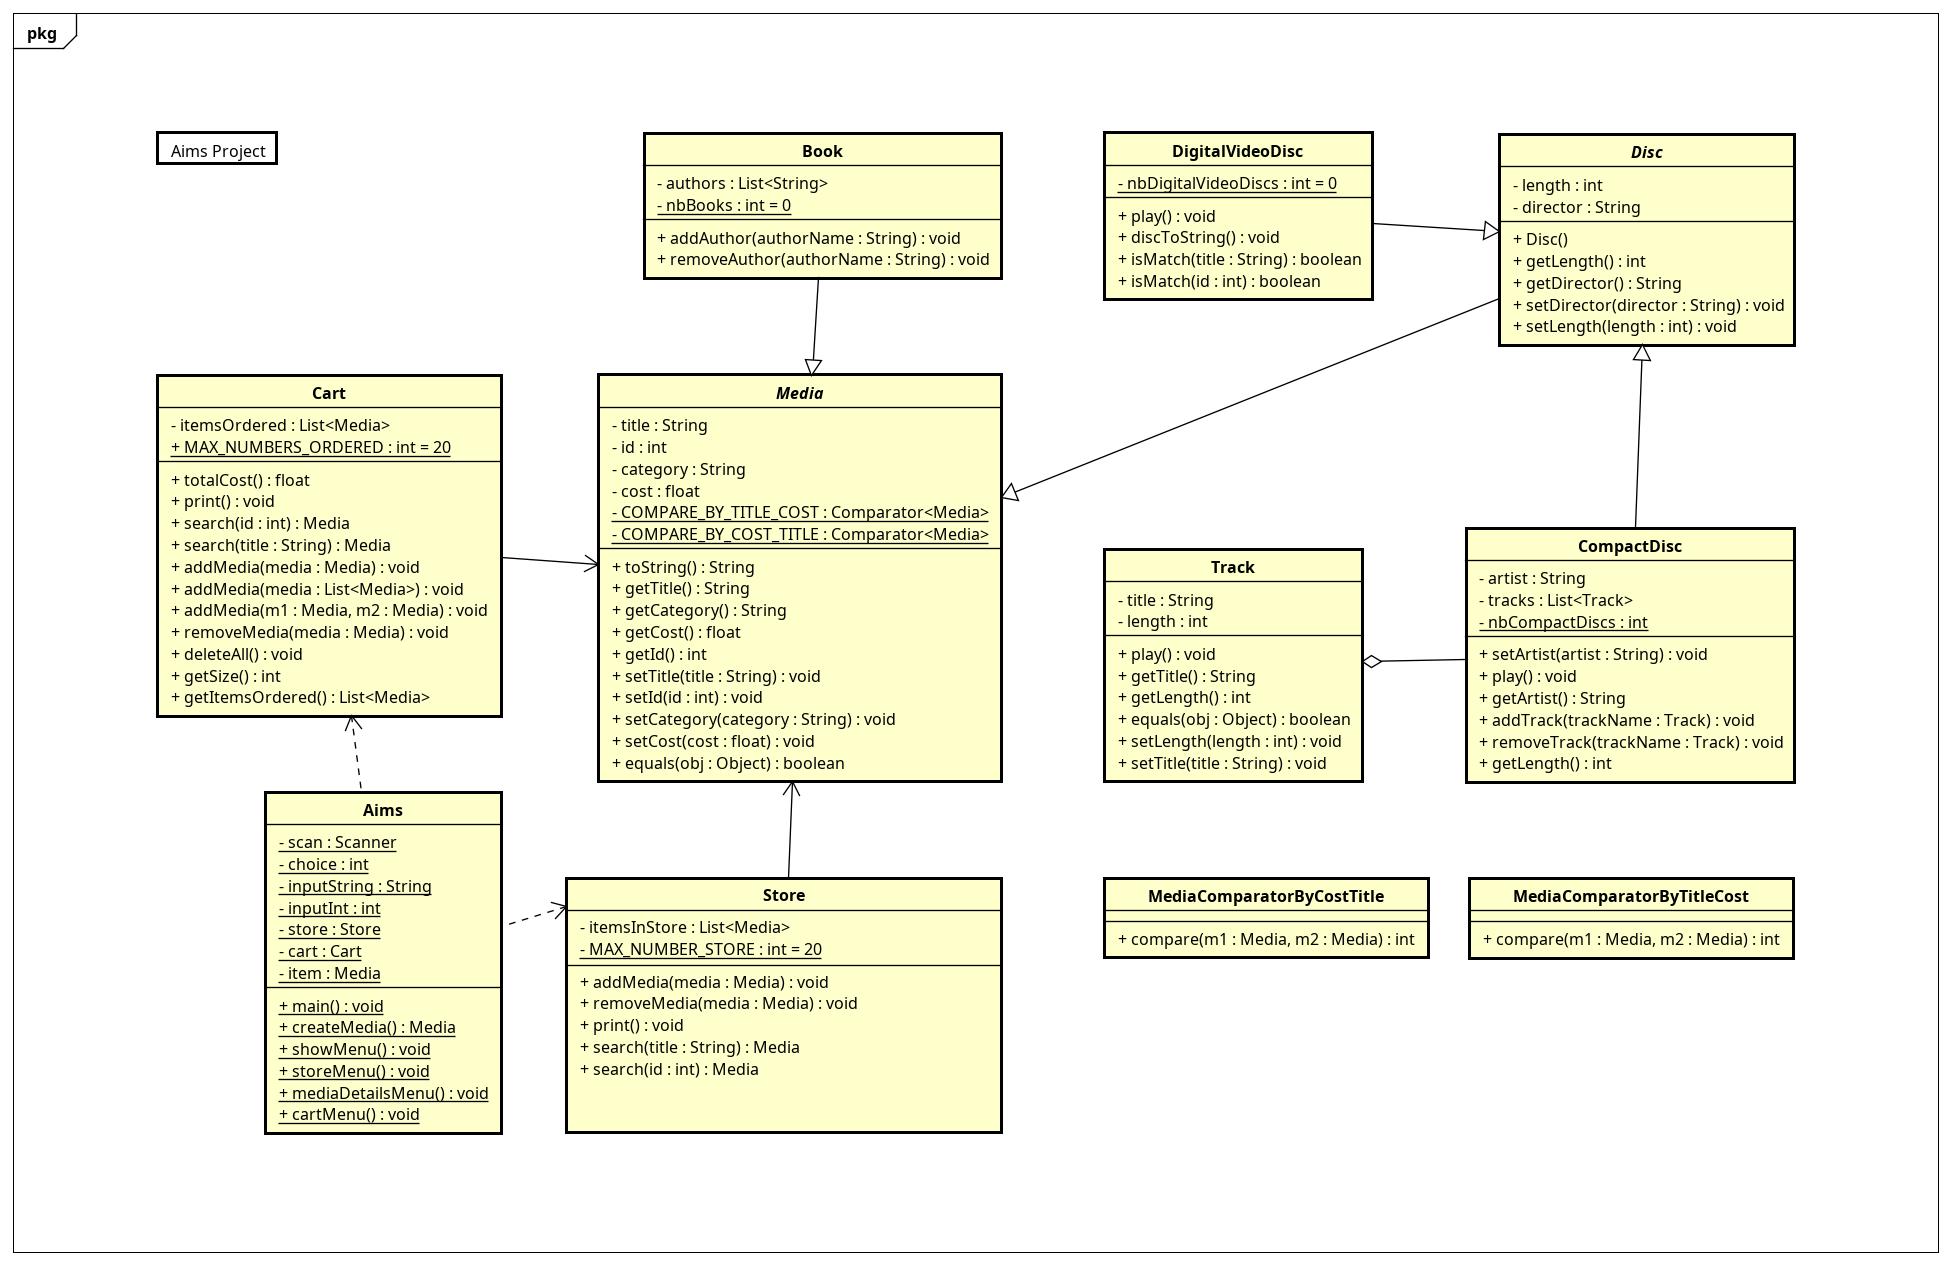 pkg
Aims Project
Book
- authors : List<String>
- nbBooks : int = 0
+ addAuthor(authorName : String) : void
+ removeAuthor(authorName : String) : void
DigitalVideoDisc
- nbDigitalVideoDiscs : int = 0
+ play() : void
+ discToString() : void
+ isMatch(title : String) : boolean
+ isMatch(id : int) : boolean
Disc
- length : int
- director : String
+ Disc()
+ getLength() : int
+ getDirector() : String
+ setDirector(director : String) : void
+ setLength(length : int) : void
Cart
- itemsOrdered : List<Media>
+ MAX_NUMBERS_ORDERED : int = 20
+ totalCost() : float
+ print() : void
+ search(id : int) : Media
+ search(title : String) : Media
+ addMedia(media : Media) : void
+ addMedia(media : List<Media>) : void
+ addMedia(m1 : Media, m2 : Media) : void
+ removeMedia(media : Media) : void
+ deleteAll() : void
+ getSize() : int
+ getItemsOrdered() : List<Media>
Media
- title : String
- id : int
- category : String
- cost : float
- COMPARE_BY_TITLE_COST : Comparator<Media>
- COMPARE_BY_COST_TITLE : Comparator<Media>
+ toString() : String
+ getTitle() : String
+ getCategory() : String
+ getCost() : float
+ getId() : int
+ setTitle(title : String) : void
+ setId(id : int) : void
+ setCategory(category : String) : void
+ setCost(cost : float) : void
+ equals(obj : Object) : boolean
Track
- title : String
- length : int
+ play() : void
+ getTitle() : String
+ getLength() : int
+ equals(obj : Object) : boolean
+ setLength(length : int) : void
+ setTitle(title : String) : void
CompactDisc
- artist : String
- tracks : List<Track>
- nbCompactDiscs : int
+ setArtist(artist : String) : void
+ play() : void
+ getArtist() : String
+ addTrack(trackName : Track) : void
+ removeTrack(trackName : Track) : void
+ getLength() : int
Aims
- scan : Scanner
- choice : int
- inputString : String
- inputInt : int
- store : Store
- cart : Cart
- item : Media
+ main() : void
+ createMedia() : Media
+ showMenu() : void
+ storeMenu() : void
+ mediaDetailsMenu() : void
+ cartMenu() : void
Store
- itemsInStore : List<Media>
- MAX_NUMBER_STORE : int = 20
+ addMedia(media : Media) : void
+ removeMedia(media : Media) : void
+ print() : void
+ search(title : String) : Media
+ search(id : int) : Media
MediaComparatorByCostTitle
+ compare(m1 : Media, m2 : Media) : int
MediaComparatorByTitleCost
+ compare(m1 : Media, m2 : Media) : int